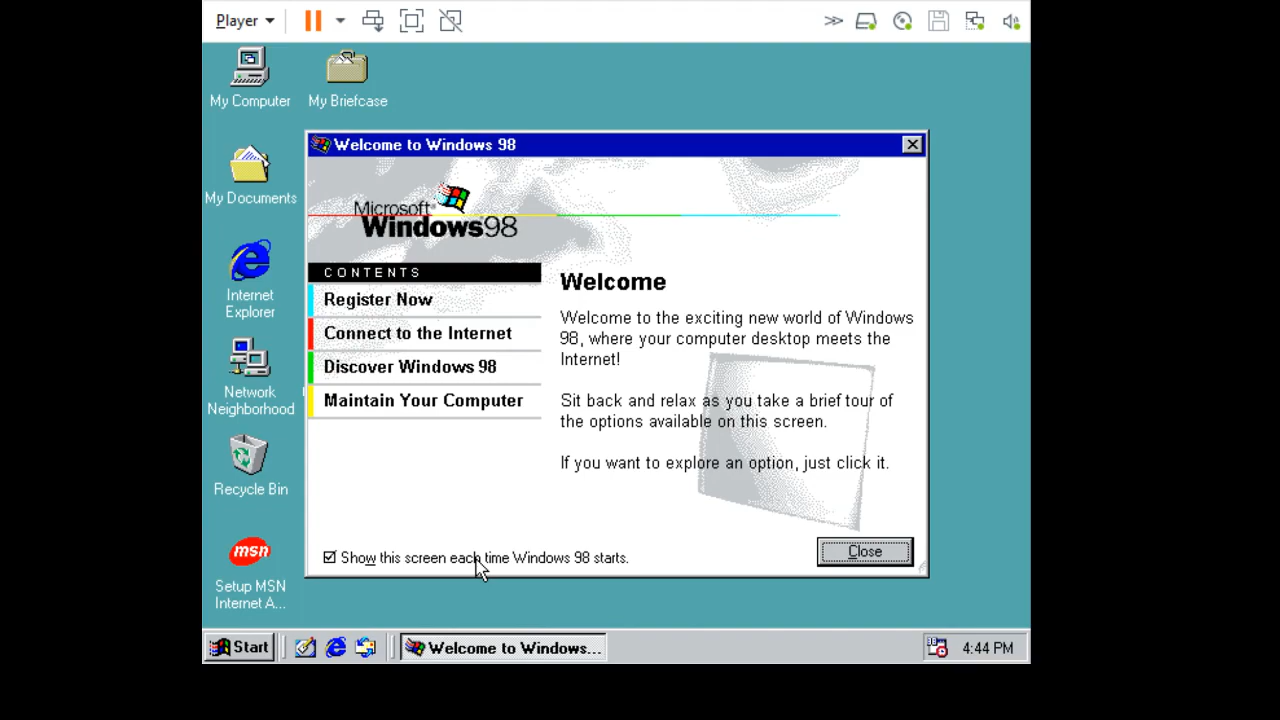 Player
My Computer
My Briefcase
My Documents
Internet
Explorer
Network
Neighborhood
Recycle Bin
msn
Setup MSN
Internet A...
Welcome to Windows 98
Microsoft
Windows98
CONTENTS
Register Now
Connect to the Internet
Discover Windows 98
Maintain Your Computer
Welcome
Welcome to the exciting new world of Windows
98, where your computer desktop meets the
Internet!
Sit back and relax as you take a brief tour of
the options available on this screen.
If you want to explore an option, just click it.
Show this screen each time Windows 98 starts.
Close
Start
Welcome to Windows...
4:44 PM